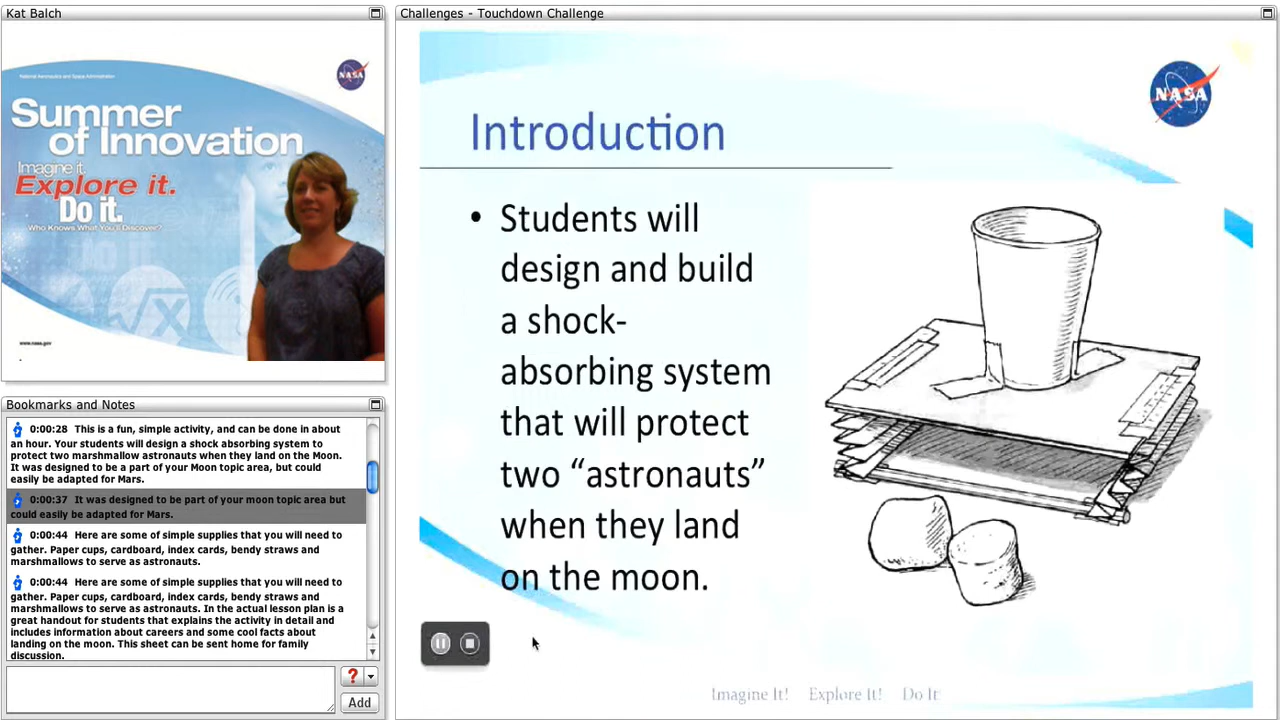 Kat Balch
National Aeronautics and Space Administration
NASA
Summer
of Innovation
Imagine it.
Explore it.
Do it.
Who Knows What You'll Discover?
www.nasa.gov
Bookmarks and Notes
0:00:28 This is a fun, simple activity, and can be done in about
an hour. Your students will design a shock absorbing system to
protect two marshmallow astronauts when they land on the Moon.
It was designed to be a part of your Moon topic area, but could
easily be adapted for Mars.
0:00:37 It was designed to be part of your moon topic area but
could easily be adapted for Mars.
0:00:44 Here are some of simple supplies that you will need to
gather. Paper cups, cardboard, index cards, bendy straws and
marshmallows to serve as astronauts.
0:00:44 Here are some of simple supplies that you will need to
gather. Paper cups, cardboard, index cards, bendy straws and
marshmallows to serve as astronauts. In the actual lesson plan is a
great handout for students that explains the activity in detail and
includes information about careers and some cool facts about
landing on the moon. This sheet can be sent home for family
discussion.
?
Add
Challenges - Touchdown Challenge
NASA
Introduction
• Students will
design and build
a shock-
absorbing system
that will protect
two “astronauts”
when they land
on the moon.
Imagine It! Explore It! Do It